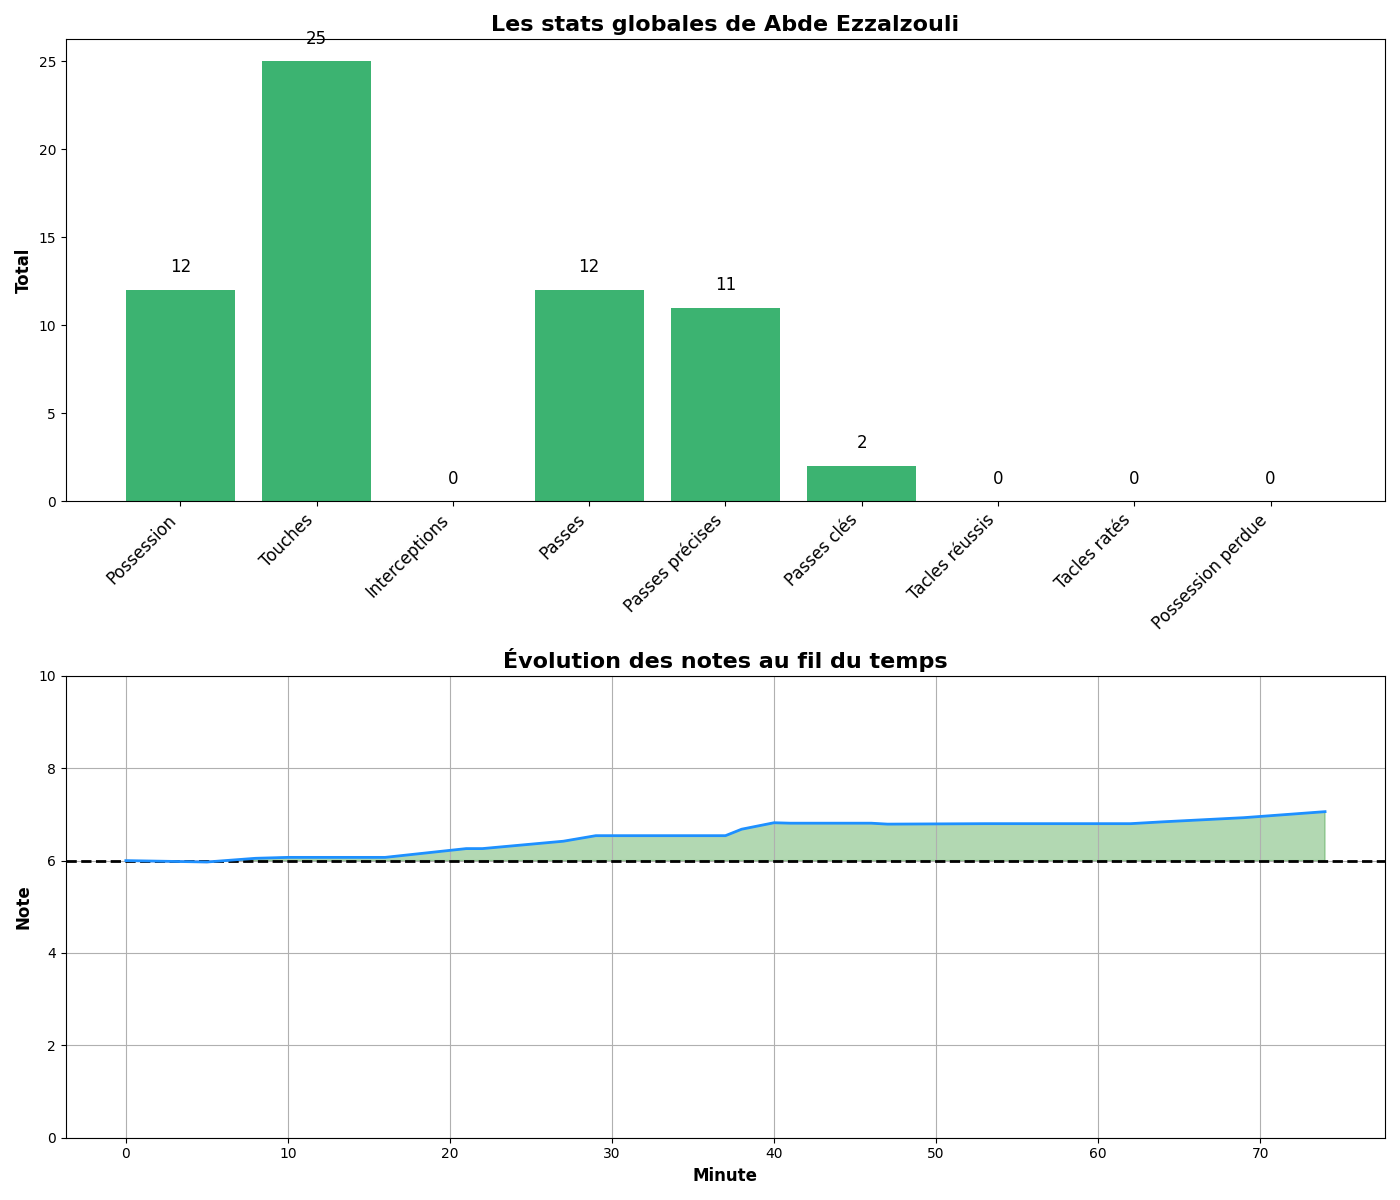 Les stats globales de Abde Ezzalzouli
25
20
15
10
5
0
Total
12
25
0
12
11
2
0
0
0
Possession
Touches
Interceptions
Passes
Passes précises
Passes clés
Tacles réussis
Tacles ratés
Possession perdue
Évolution des notes au fil du temps
10
8
6
4
2
0
Note
0
10
20
30
40
50
60
70
Minute